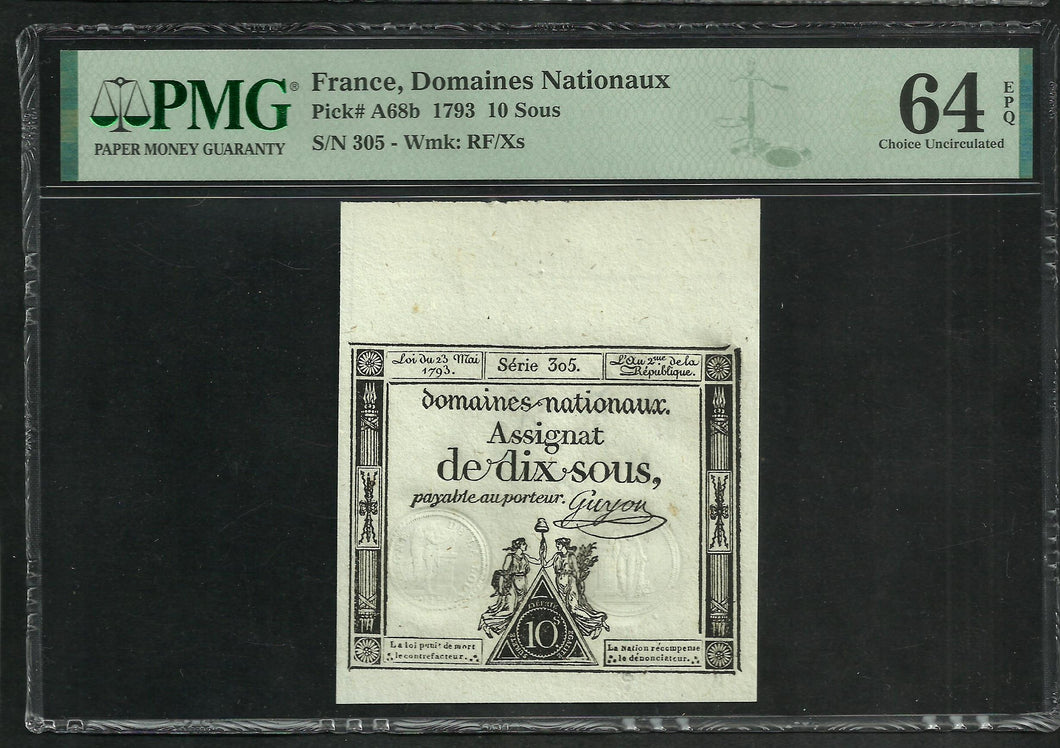 PMG®
PAPER MONEY GUARANTY
France, Domaines Nationaux
Pick# A68b 1793 10 Sous
S/N 305 - Wmk: RF/Xs
64
EPQ
Choice Uncirculated
Loi du 23 Mai
1793.
Série 305.
L'An 2me de la
République.
domaines nationaux.
Assignat
de dix sous,
payable au porteur.
Guyon
10s
La loi punit de mort
le contrefacteur.
La Nation récompense
le dénonciateur.